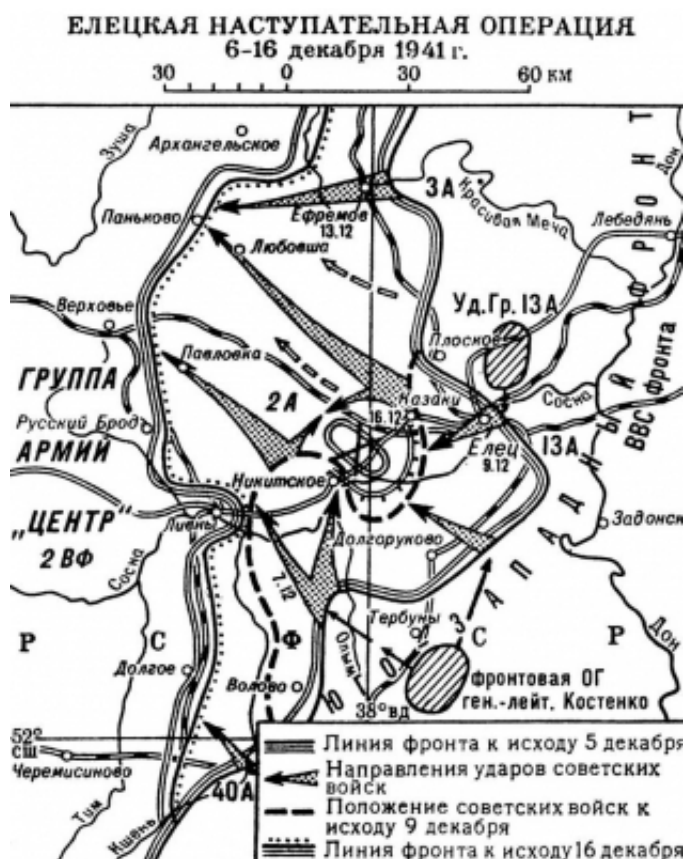 ЕЛЕЦКАЯ НАСТУПАТЕЛЬНАЯ ОПЕРАЦИЯ
6–16 декабря 1941 г.
30 0 30 60 км
Зуша
Архангельское
3А
Красивая Меча
Дон
ФРОНТ
Паньково
Ефремов
13.12
Лебедянь
Любовша
Уд. Гр. 13А
Верховье
Плоское
Павловка
ГРУППА
2А
Казаки
16.12
Сосна
ВВС фронта
Русский Брод
АРМИЙ
Елец
9.12
13А
Никитское
"ЦЕНТР"
Ливны
2 ВФ
Задонск
Долгоруково
Сосна
7.12
ЮГО-ЗАПАДНЫЙ
Тербуны
Дон
Р С Ф С Р
Олым
Долгое
Волово
фронтовая ОГ
ген.-лейт. Костенко
38° вд
52°
сш
Черемисиново
40А
Тим
Кшень
Линия фронта к исходу 5 декабря
Направления ударов советских
войск
Положение советских войск к
исходу 9 декабря
Линия фронта к исходу 16 декабря